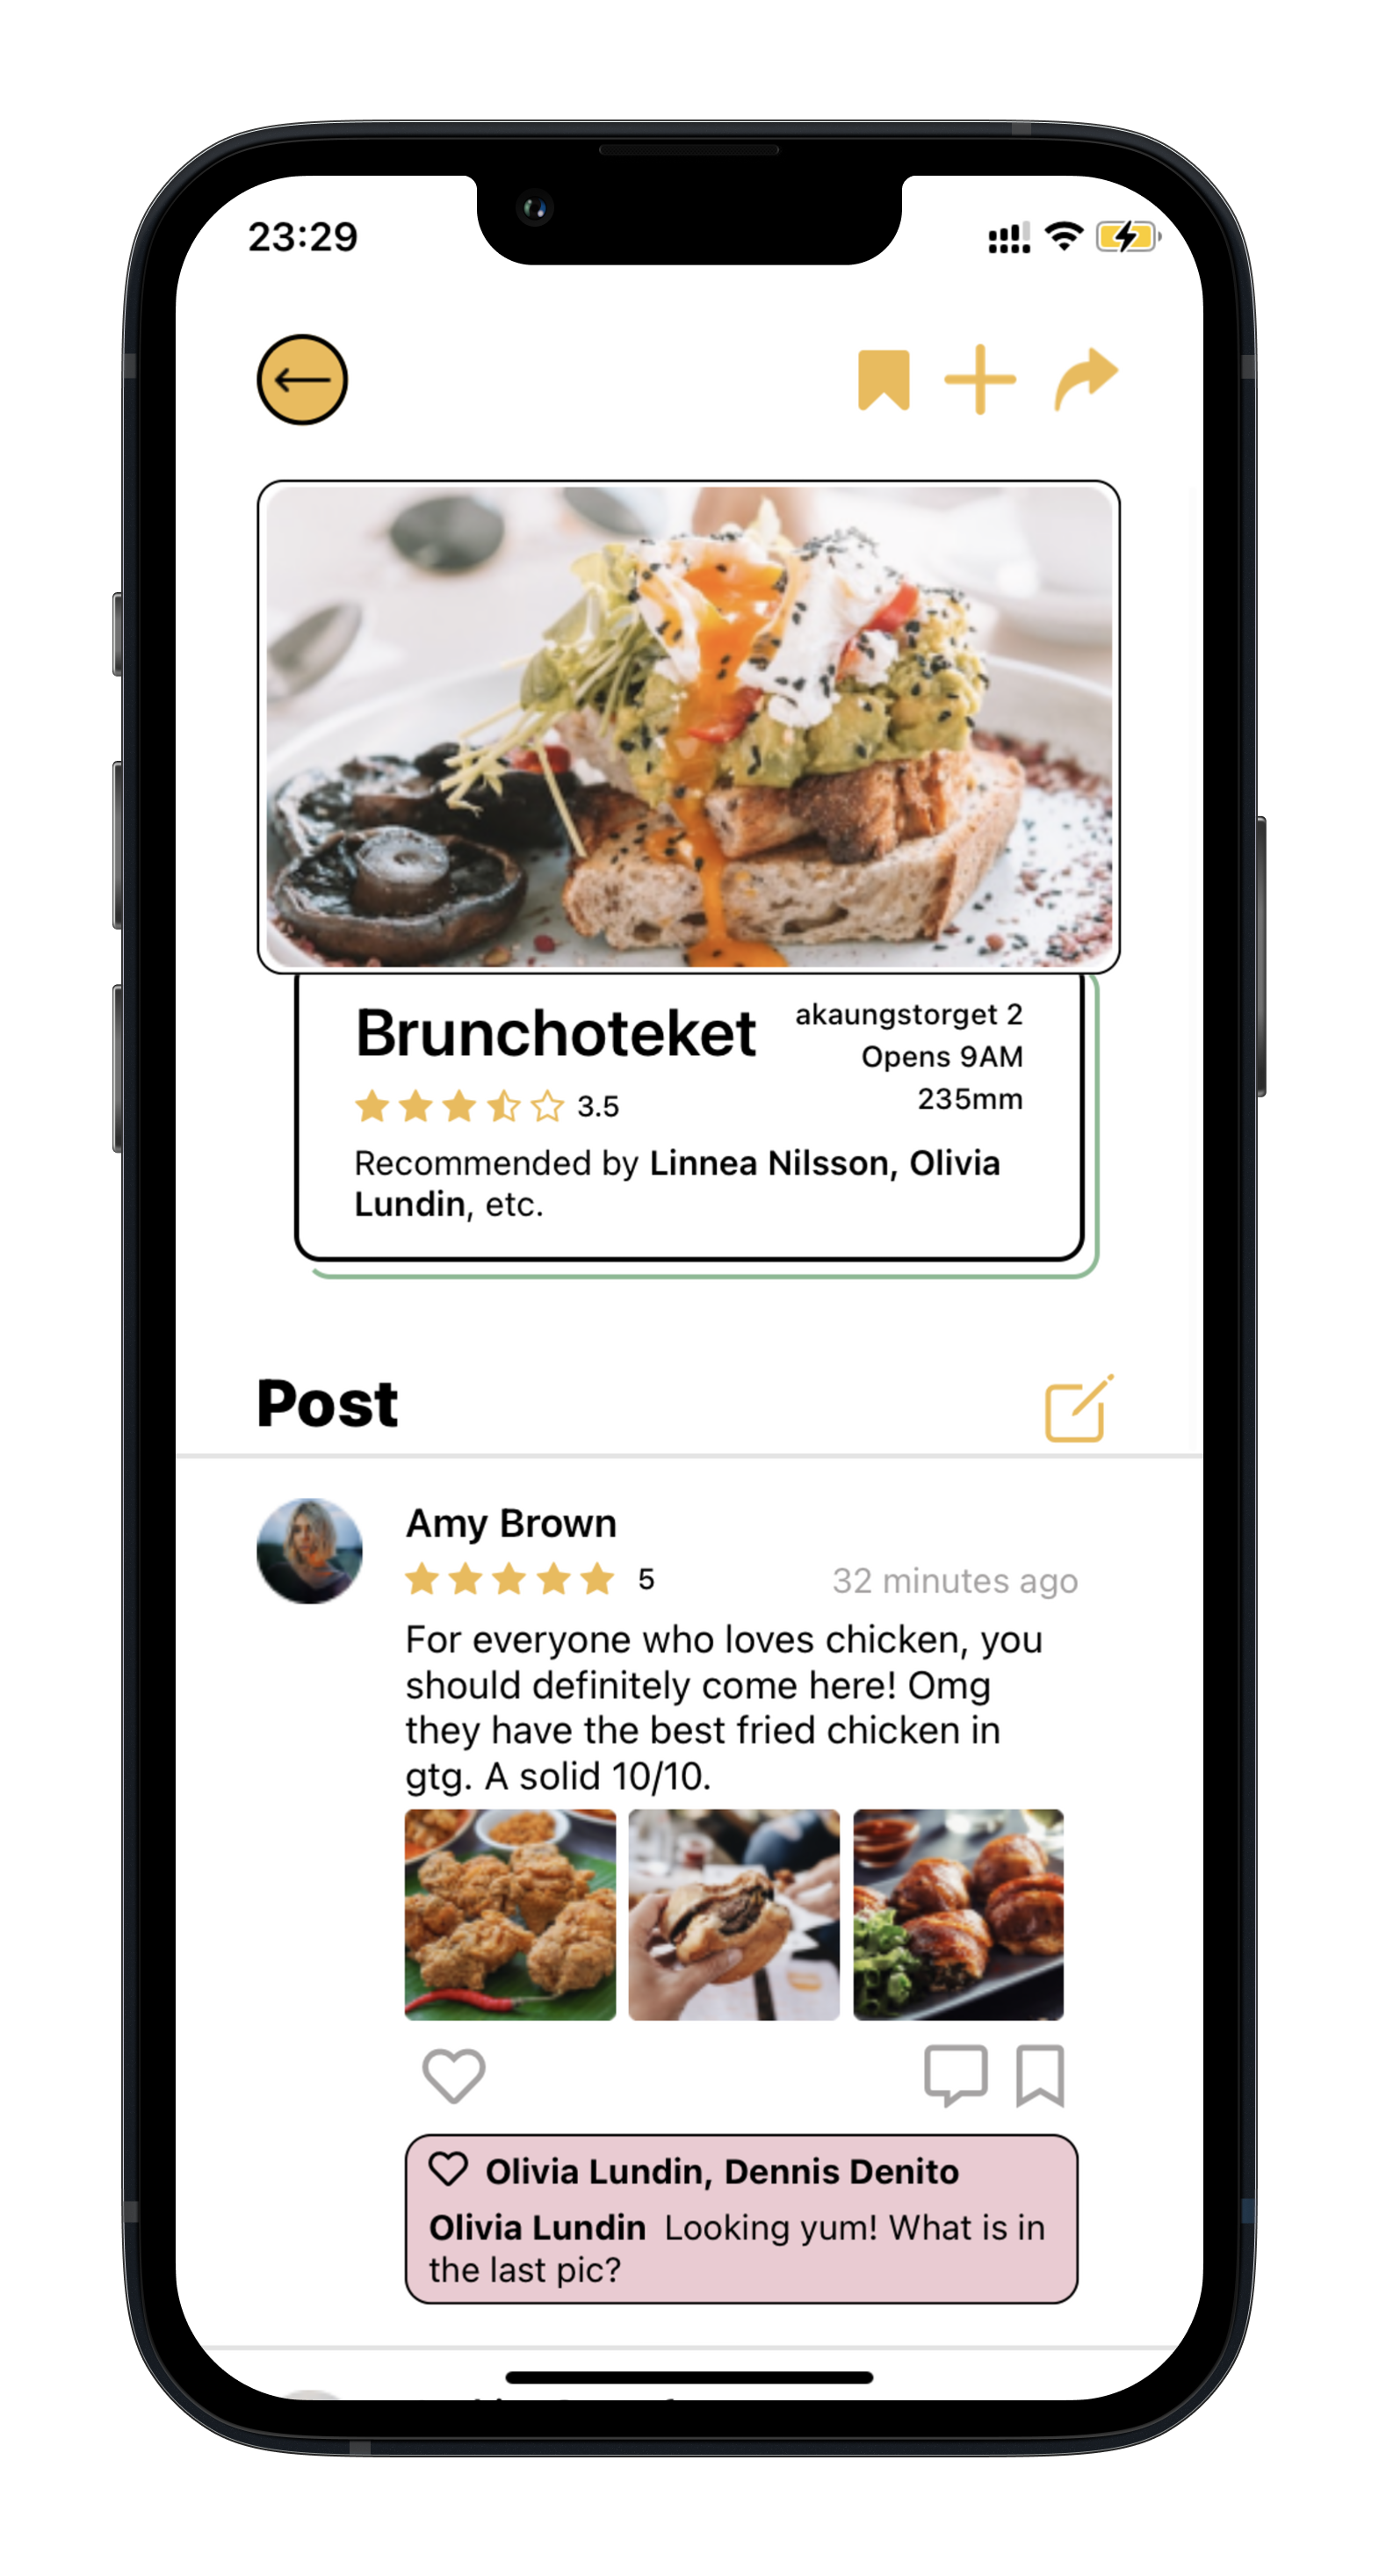 23:29
Brunchoteket
akaungstorget 2
Opens 9AM
235mm
3.5
Recommended by Linnea Nilsson, Olivia
Lundin, etc.
Post
Amy Brown
5
32 minutes ago
For everyone who loves chicken, you
should definitely come here! Omg
they have the best fried chicken in
gtg. A solid 10/10.
Olivia Lundin, Dennis Denito
Olivia Lundin Looking yum! What is in
the last pic?